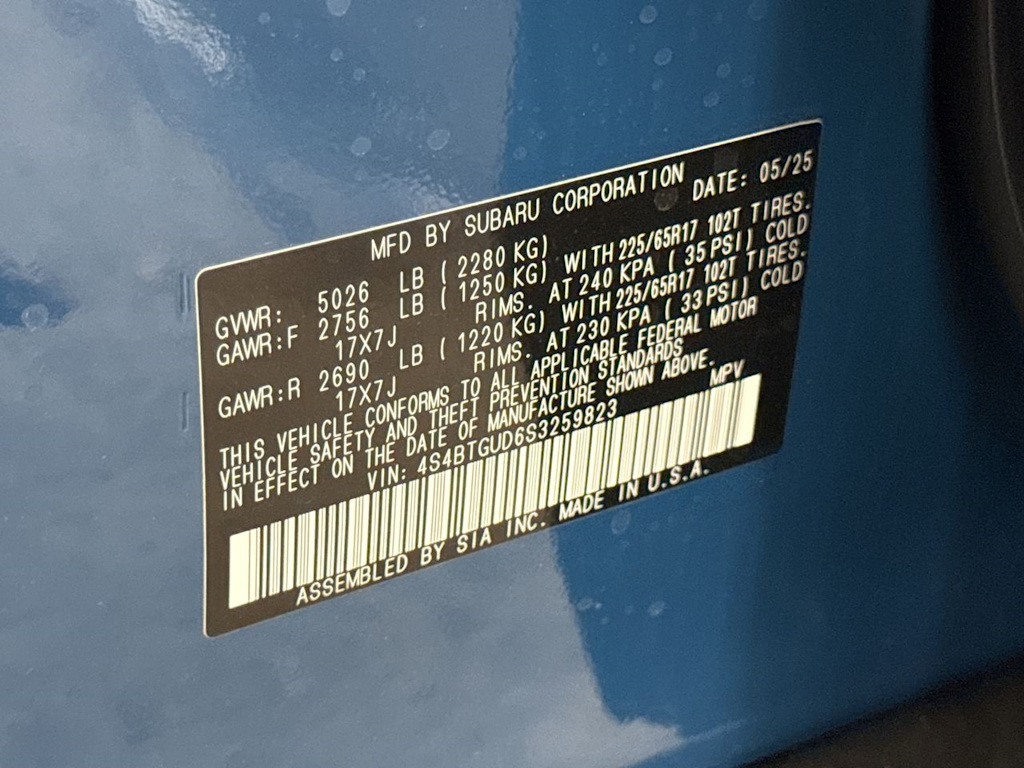 MFD BY SUBARU CORPORATION DATE: 05/25
GVWR: 5026 LB ( 2280 KG)
GAWR:F 2756 LB ( 1250 KG) WITH 225/65R17 102T TIRES.
17X7J RIMS. AT 240 KPA ( 35 PSI) COLD
GAWR:R 2690 LB ( 1220 KG) WITH 225/65R17 102T TIRES.
17X7J RIMS. AT 230 KPA ( 33 PSI) COLD
THIS VEHICLE CONFORMS TO ALL APPLICABLE FEDERAL MOTOR
VEHICLE SAFETY AND THEFT PREVENTION STANDARDS
IN EFFECT ON THE DATE OF MANUFACTURE SHOWN ABOVE.
VIN: 4S4BTGUD6S3259823 MPV
ASSEMBLED BY SIA INC. MADE IN U.S.A.